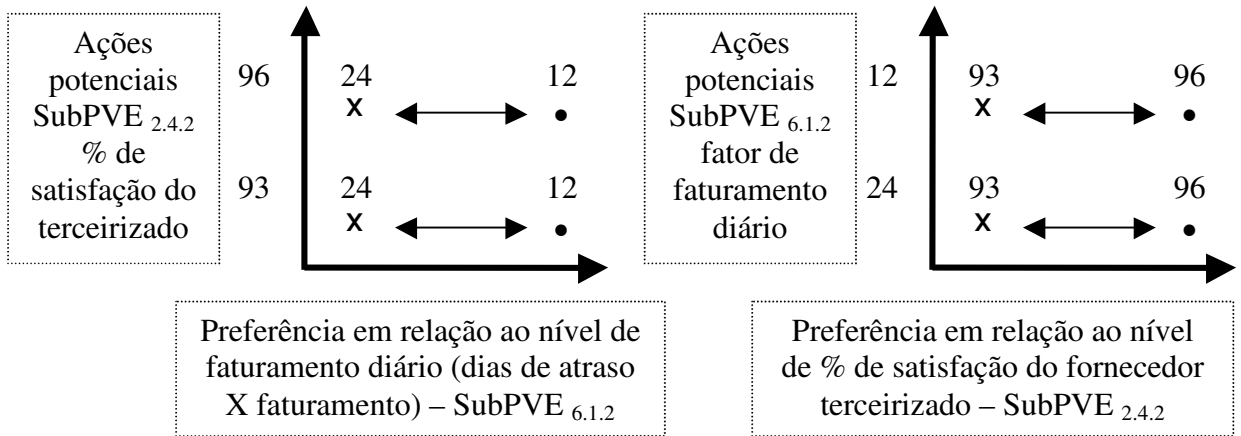 Ações
potenciais
SubPVE 2.4.2
% de
satisfação do
terceirizado
96
24
12
x
•
93
24
12
x
•
Preferência em relação ao nível de
faturamento diário (dias de atraso
X faturamento) – SubPVE 6.1.2
Ações
potenciais
SubPVE 6.1.2
fator de
faturamento
diário
12
93
96
x
•
24
93
96
x
•
Preferência em relação ao nível
de % de satisfação do fornecedor
terceirizado – SubPVE 2.4.2